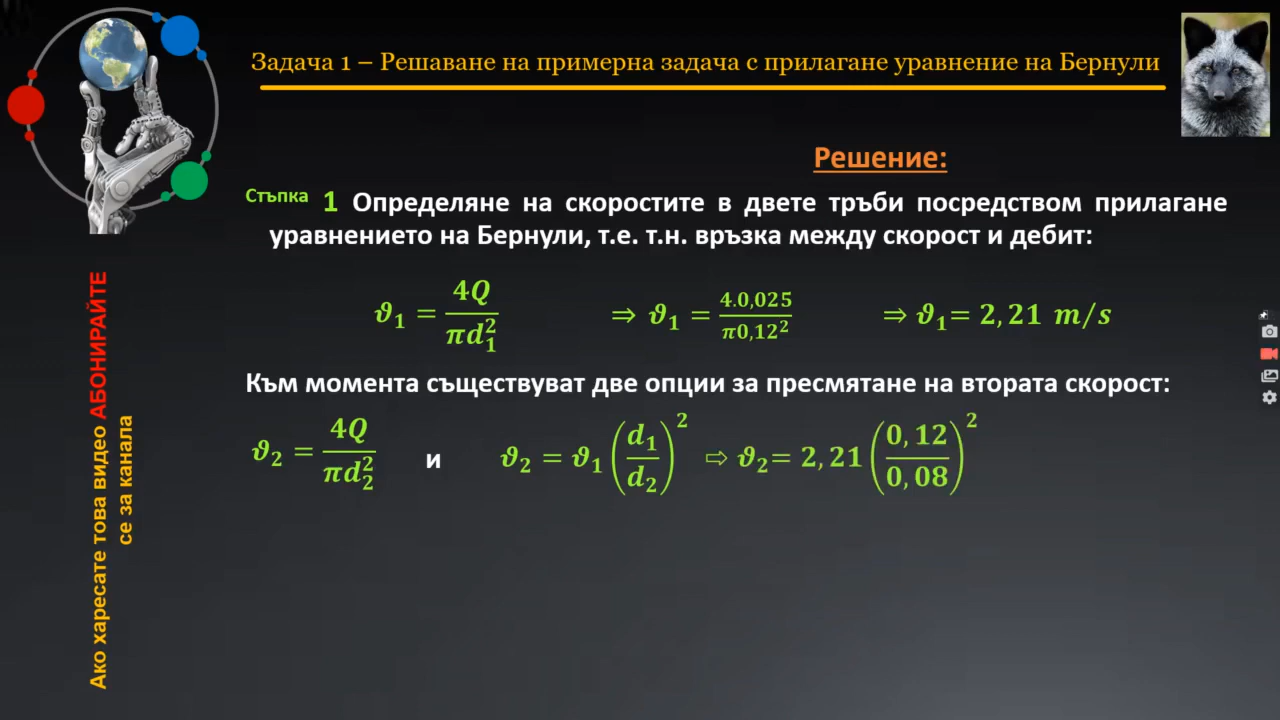 Задача 1 – Решаване на примерна задача с прилагане уравнение на Бернули
Решение:
Стъпка 1 Определяне на скоростите в двете тръби посредством прилагане
уравнението на Бернули, т.е. т.н. връзка между скорост и дебит:
ϑ₁ = 4Q / πd₁² ⇒ ϑ₁ = 4.0,025 / π0,12² ⇒ ϑ₁= 2,21 m/s
Към момента съществуват две опции за пресмятане на втората скорост:
ϑ₂ = 4Q / πd₂² и ϑ₂ = ϑ₁ (d₁ / d₂)² ⇨ ϑ₂= 2,21 (0,12 / 0,08)²
Ако харесате това видео АБОНИРАЙТЕ
се за канала